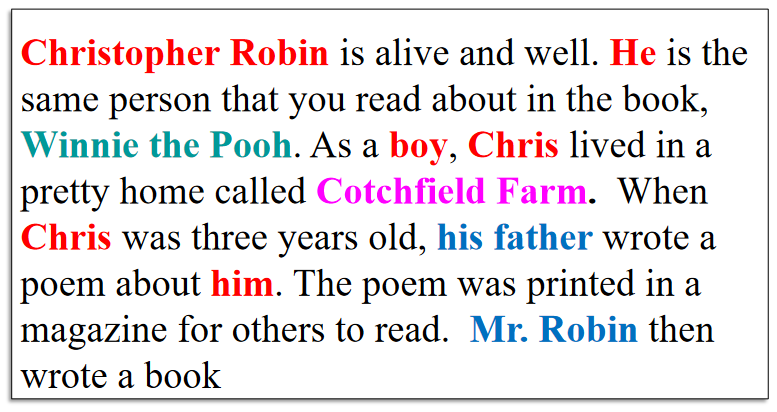 Christopher Robin is alive and well. He is the
same person that you read about in the book,
Winnie the Pooh. As a boy, Chris lived in a
pretty home called Cotchfield Farm.  When
Chris was three years old, his father wrote a
poem about him. The poem was printed in a
magazine for others to read.  Mr. Robin then
wrote a book